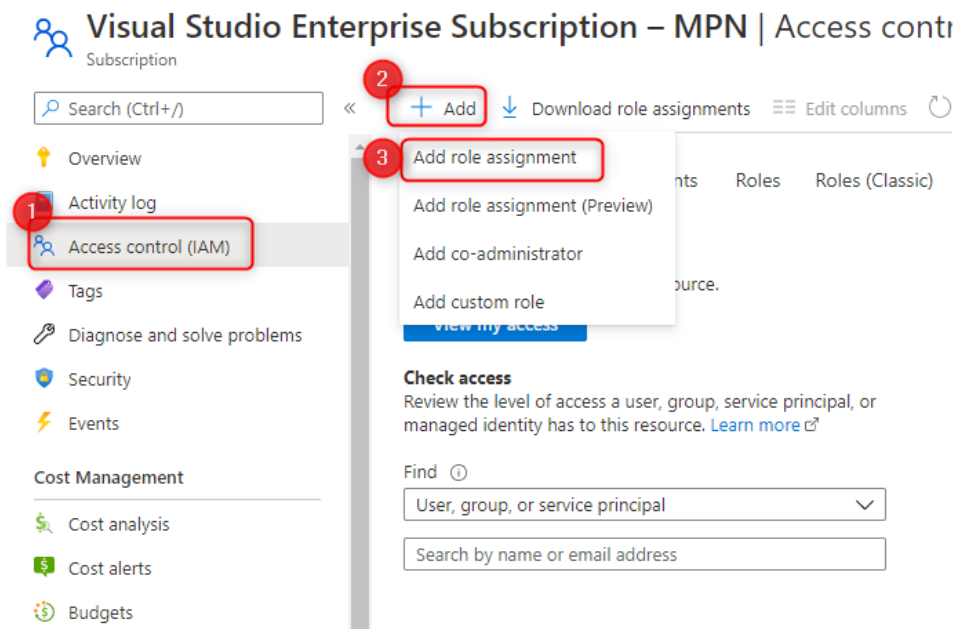 Visual Studio Enterprise Subscription – MPN | Access contr
Subscription
Search (Ctrl+/)
«
Overview
Activity log
1
Access control (IAM)
Tags
Diagnose and solve problems
Security
Events
Cost Management
Cost analysis
Cost alerts
Budgets
2
+ Add
Download role assignments
Edit columns
3
Add role assignment
Add role assignment (Preview)
Add co-administrator
Add custom role
nts
Roles
Roles (Classic)
ource.
View my access
Check access
Review the level of access a user, group, service principal, or
managed identity has to this resource. Learn more
Find
User, group, or service principal
Search by name or email address